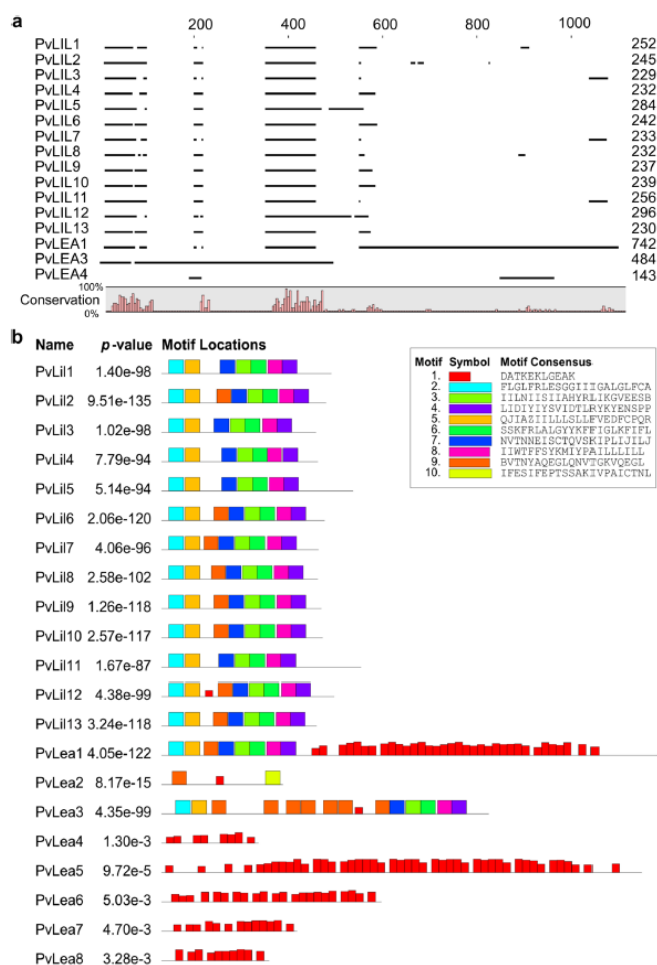 a
200 400 600 800 1000
PvLIL1 252
PvLIL2 245
PvLIL3 229
PvLIL4 232
PvLIL5 284
PvLIL6 242
PvLIL7 233
PvLIL8 232
PvLIL9 237
PvLIL10 239
PvLIL11 256
PvLIL12 296
PvLIL13 230
PvLEA1 742
PvLEA3 484
PvLEA4 143
100%
Conservation
0%
b Name p-value Motif Locations
PvLil1 1.40e-98
PvLil2 9.51e-135
PvLil3 1.02e-98
PvLil4 7.79e-94
PvLil5 5.14e-94
PvLil6 2.06e-120
PvLil7 4.06e-96
PvLil8 2.58e-102
PvLil9 1.26e-118
PvLil10 2.57e-117
PvLil11 1.67e-87
PvLil12 4.38e-99
PvLil13 3.24e-118
PvLea1 4.05e-122
PvLea2 8.17e-15
PvLea3 4.35e-99
PvLea4 1.30e-3
PvLea5 9.72e-5
PvLea6 5.03e-3
PvLea7 4.70e-3
PvLea8 3.28e-3
Motif Symbol Motif Consensus
1. DATKEKLGEAK
2. FLGLFRLESGGIIIGALGLFCA
3. IILNIISIIAHYRLIKGVEESB
4. LIDIYIYSVIDTLRYKYENSPP
5. QJIAZIILLLSLLFVEDFCPQR
6. SSKFRLALGYYKFFIGLKFIFL
7. NVTNNEISCTQVSKIPLIJILJ
8. IIWTFFSYKMIYPAILLLILL
9. BVTNYAQEGLQNVTGKVQEGL
10. IFESIFEPTSSAKIVPAICTNL